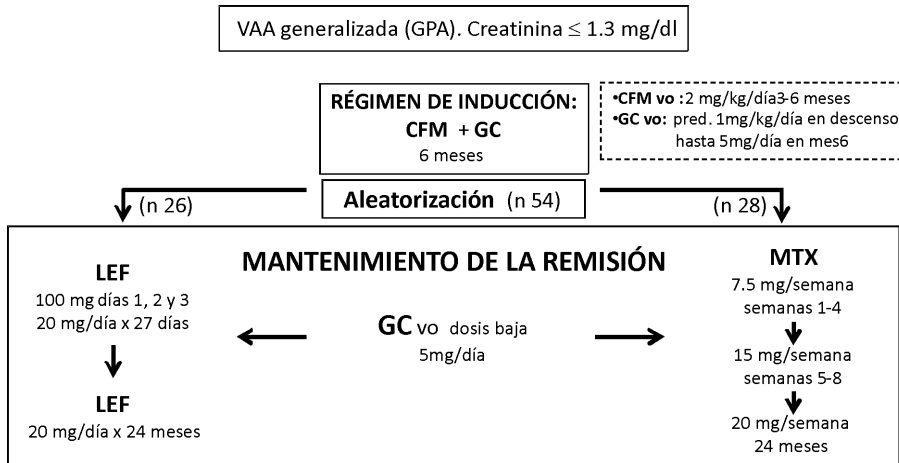 VAA generalizada (GPA). Creatinina ≤ 1.3 mg/dl
RÉGIMEN DE INDUCCIÓN:
CFM + GC
6 meses
•CFM vo : 2 mg/kg/día3-6 meses
•GC vo: pred. 1mg/kg/día en descenso
hasta 5mg/día en mes6
Aleatorización (n 54)
(n 26)
(n 28)
MANTENIMIENTO DE LA REMISIÓN
LEF
100 mg días 1, 2 y 3
20 mg/día x 27 días
LEF
20 mg/día x 24 meses
GC vo dosis baja
5mg/día
MTX
7.5 mg/semana
semanas 1-4
15 mg/semana
semanas 5-8
20 mg/semana
24 meses